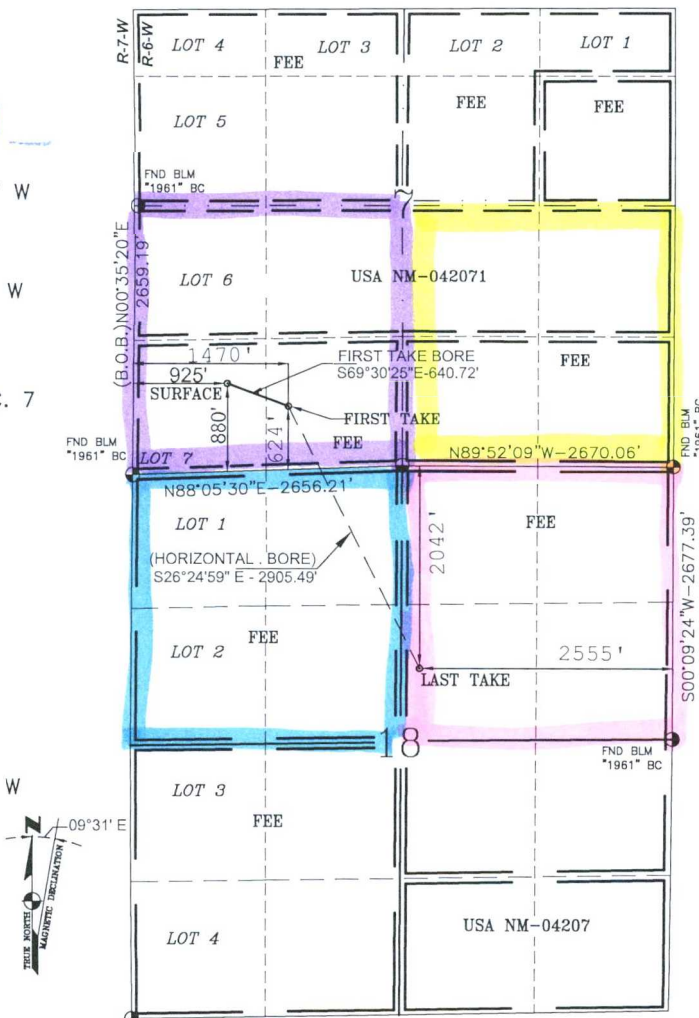 R-7-W
R-6-W
LOT 4
LOT 3
LOT 2
LOT 1
FEE
FEE
FEE
LOT 5
FND BLM
"1961" BC
W
7
(B.O.B.)N00°35'20"E
2659.19'
LOT 6
USA NM-042071
W
1470'
FIRST TAKE BORE
S69°30'25"E-640.72'
FEE
925'
SURFACE
FIRST TAKE
. 7
880'
624'
FEE
FND BLM
"1961" BC
LOT 7
N89°52'09"W-2670.06'
FND BLM
"1961" BC
N88°05'30"E-2656.21'
LOT 1
FEE
2042'
(HORIZONTAL . BORE)
S26°24'59" E - 2905.49'
S00°09'24"W-2677.39'
FEE
LOT 2
2555'
LAST TAKE
18
FND BLM
"1961" BC
W
LOT 3
FEE
09°31' E
TRUE NORTH
MAGNETIC DECLINATION
USA NM-04207
LOT 4